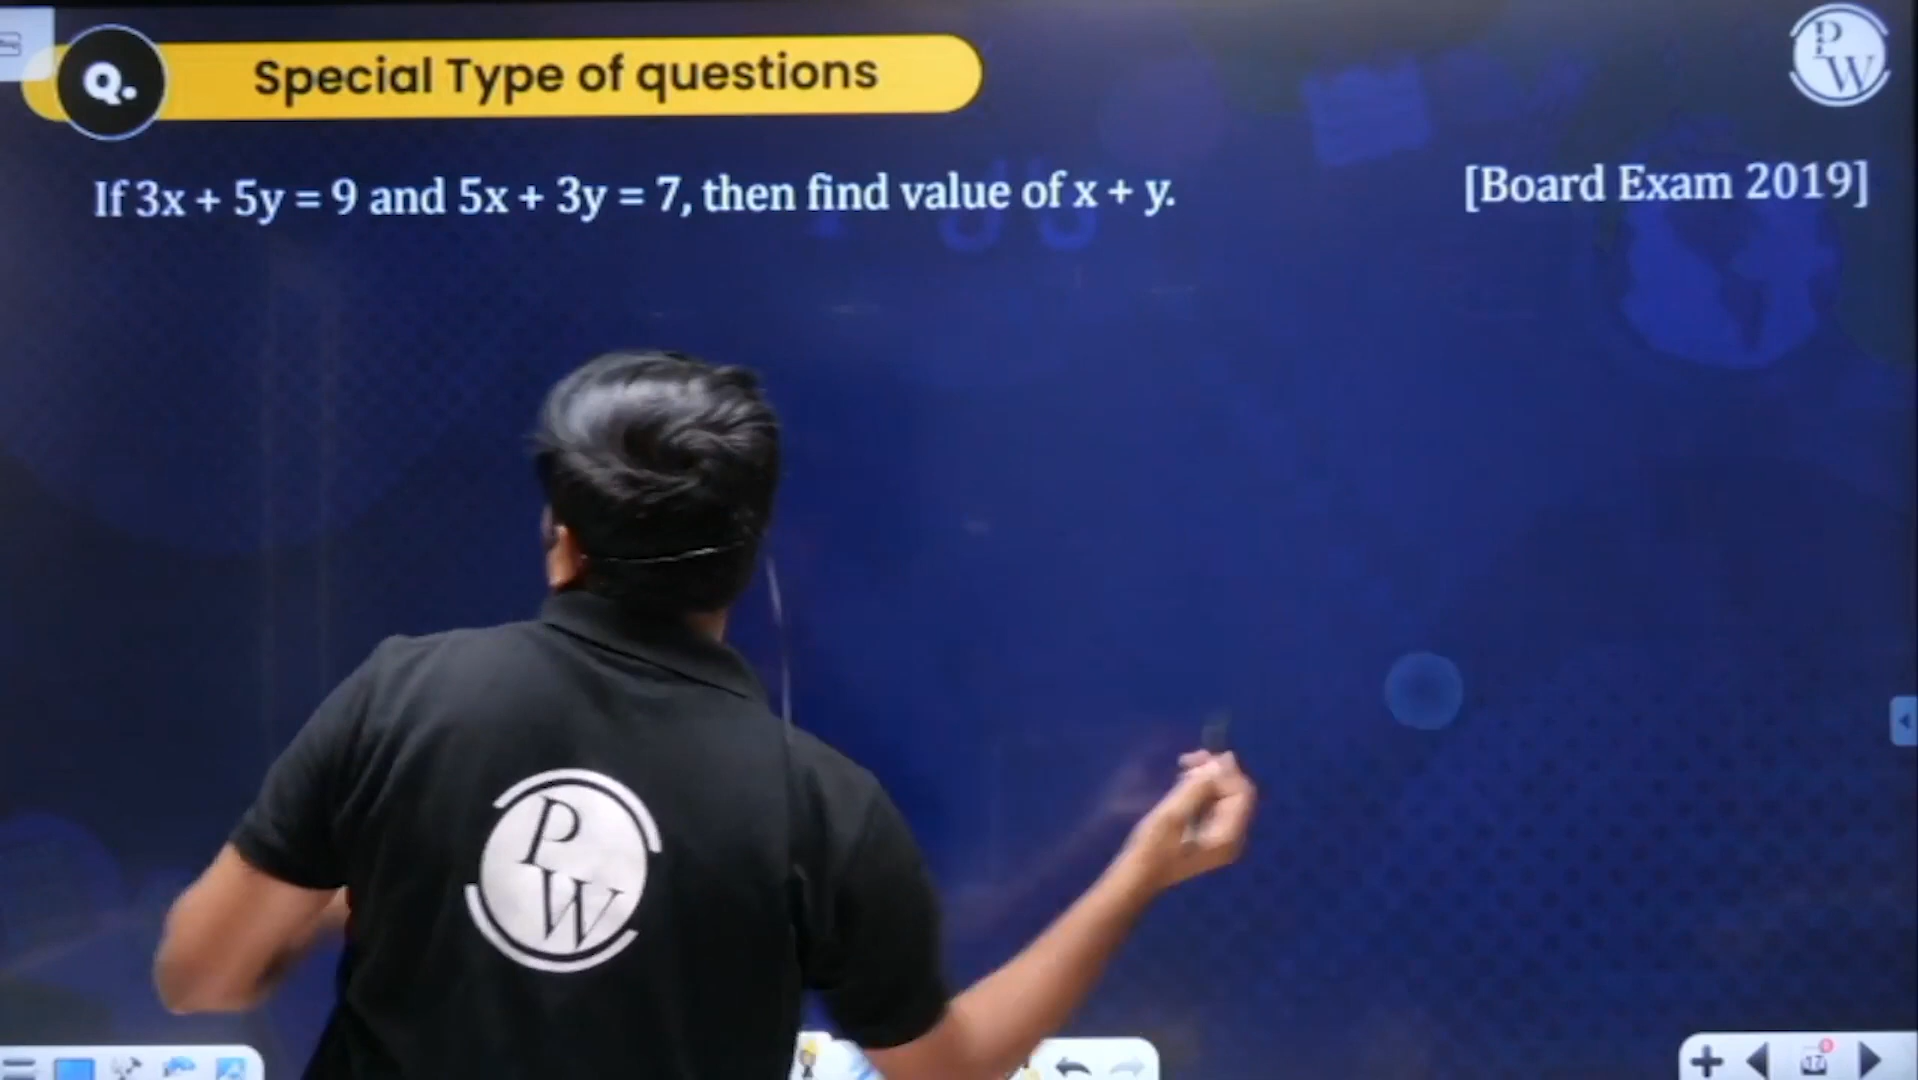 Q. Special Type of questions
P
W
If 3x + 5y = 9 and 5x + 3y = 7, then find value of x + y. [Board Exam 2019]
P
W
17